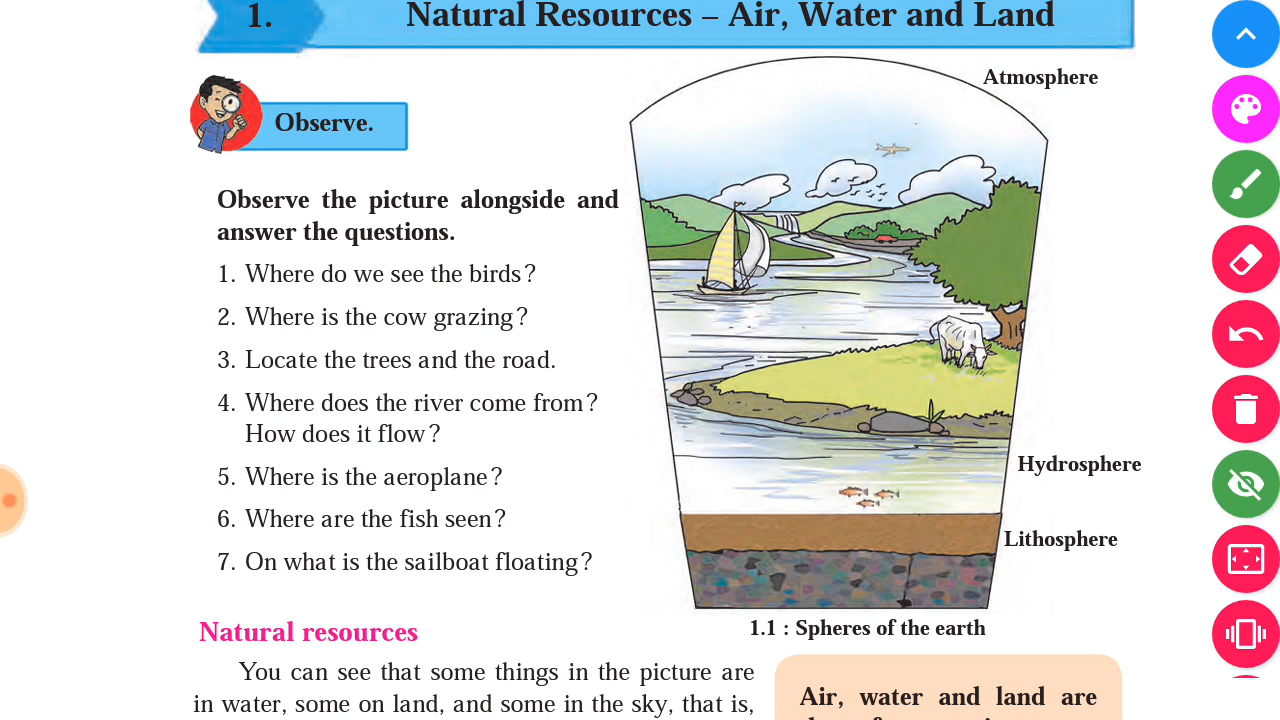 1.
Natural Resources – Air, Water and Land
Observe.
Observe the picture alongside and
answer the questions.
1. Where do we see the birds?
2. Where is the cow grazing?
3. Locate the trees and the road.
4. Where does the river come from?
How does it flow?
5. Where is the aeroplane?
6. Where are the fish seen?
7. On what is the sailboat floating?
Atmosphere
Hydrosphere
Lithosphere
1.1 : Spheres of the earth
Natural resources
You can see that some things in the picture are
in water, some on land, and some in the sky, that is,
Air, water and land are